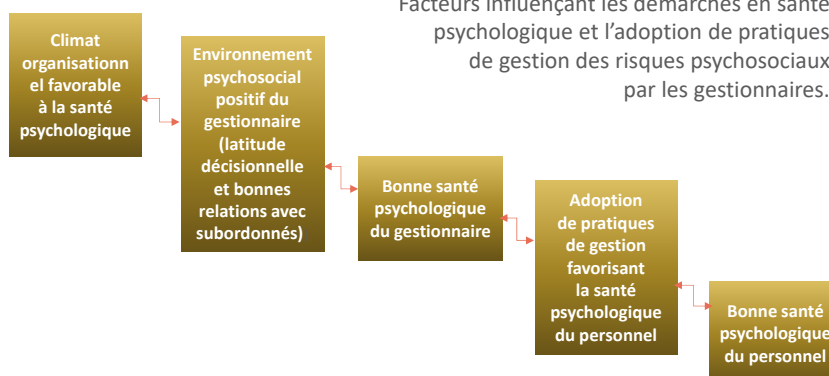 Facteurs influençant les démarches en santé
psychologique et l’adoption de pratiques
de gestion des risques psychosociaux
par les gestionnaires.
Climat
organisationn
el favorable
à la santé
psychologique
Environnement
psychosocial
positif du
gestionnaire
(latitude
décisionnelle
et bonnes
relations avec
subordonnés)
Bonne santé
psychologique
du gestionnaire
Adoption
de pratiques
de gestion
favorisant
la santé
psychologique
du personnel
Bonne santé
psychologique
du personnel